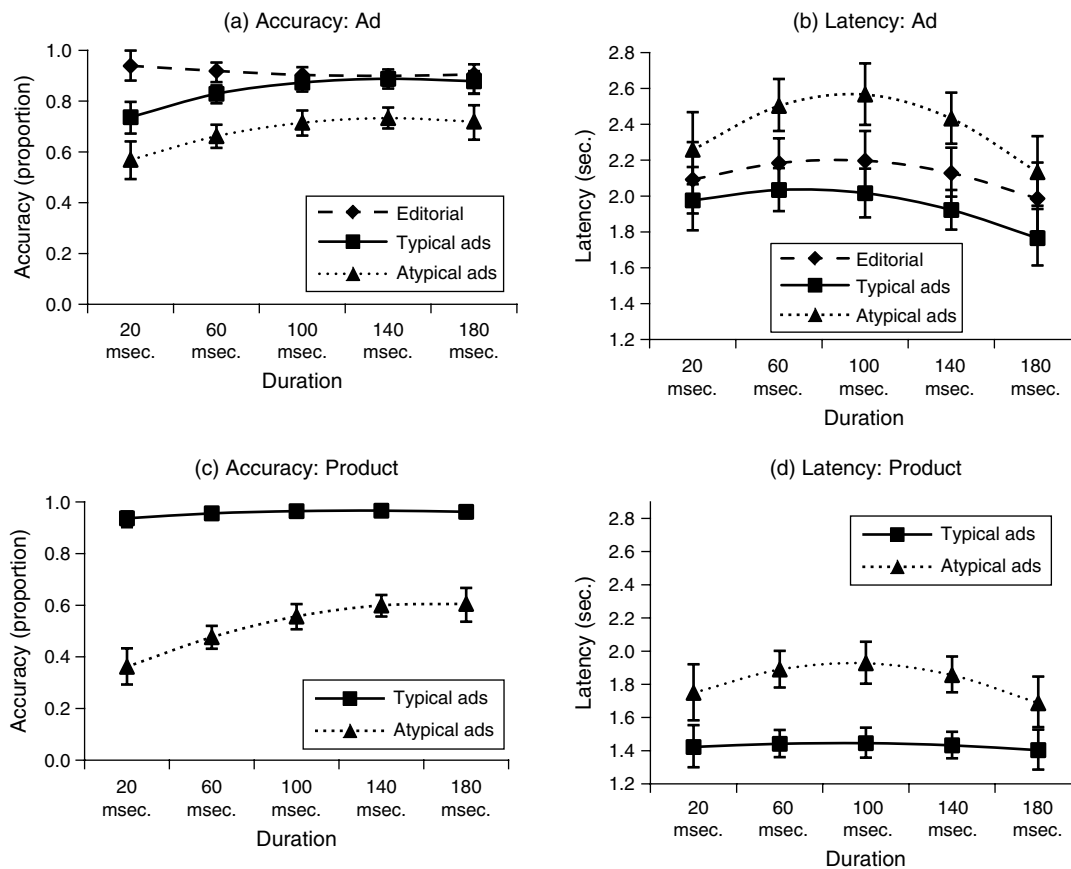 (a) Accuracy: Ad
Accuracy (proportion)
1.0
0.8
0.6
0.4
0.2
0.0
Editorial
Typical ads
Atypical ads
20 60 100 140 180
msec. msec. msec. msec. msec.
Duration
(b) Latency: Ad
Latency (sec.)
2.8
2.6
2.4
2.2
2.0
1.8
1.6
1.4
1.2
Editorial
Typical ads
Atypical ads
20 60 100 140 180
msec. msec. msec. msec. msec.
Duration
(c) Accuracy: Product
Accuracy (proportion)
1.0
0.8
0.6
0.4
0.2
0.0
Typical ads
Atypical ads
20 60 100 140 180
msec. msec. msec. msec. msec.
Duration
(d) Latency: Product
Latency (sec.)
2.8
2.6
2.4
2.2
2.0
1.8
1.6
1.4
1.2
Typical ads
Atypical ads
20 60 100 140 180
msec. msec. msec. msec. msec.
Duration